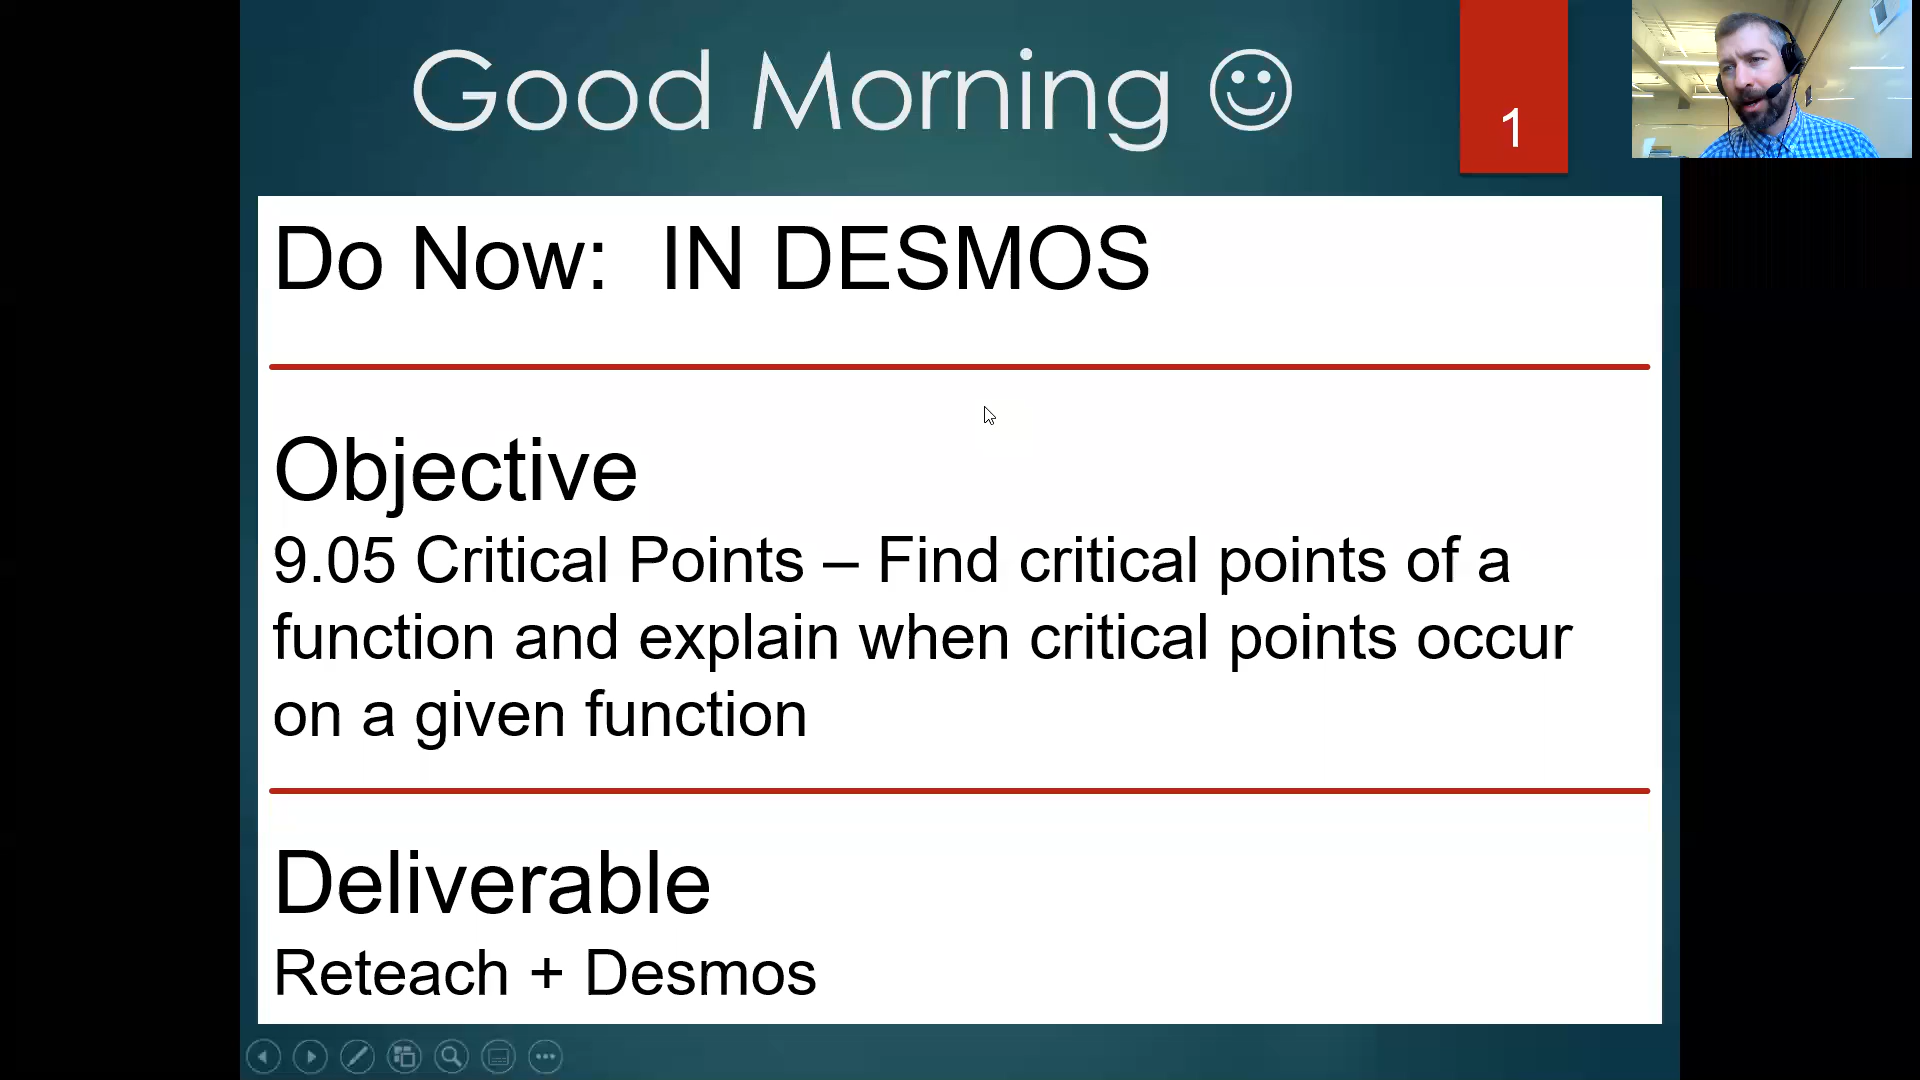 Good Morning ☺
1
Do Now: IN DESMOS
Objective
9.05 Critical Points – Find critical points of a
function and explain when critical points occur
on a given function
Deliverable
Reteach + Desmos